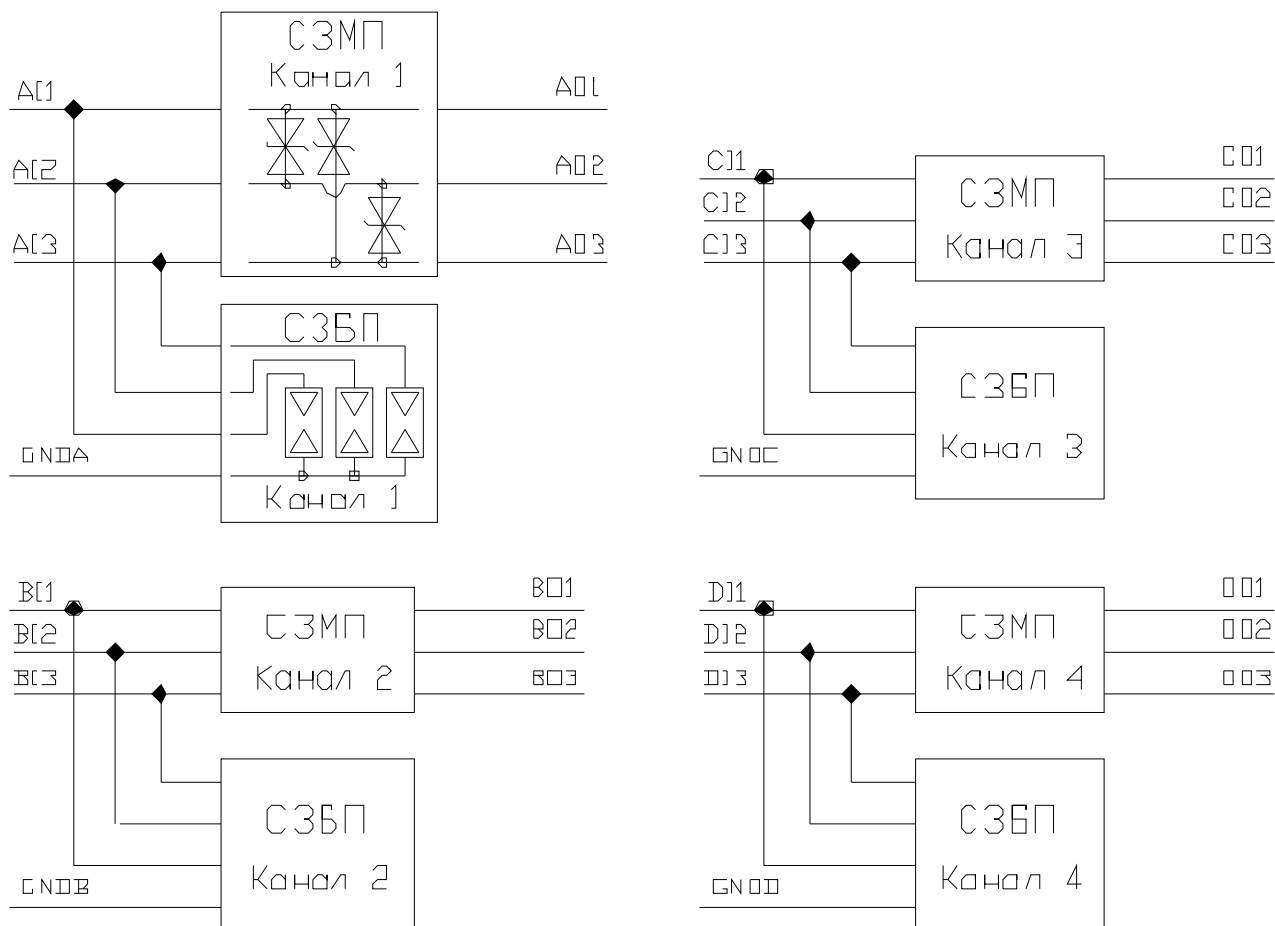 СЗМП
Канал 1
AI1
AO1
AI2
AO2
AI3
AO3
СЗБП
GNDA
Канал 1
CI1
CO1
CI2
СЗМП
CO2
CI3
Канал 3
CO3
СЗБП
GNDC
Канал 3
BI1
BO1
BI2
СЗМП
BO2
BI3
Канал 2
BO3
СЗБП
GNDB
Канал 2
DI1
DO1
DI2
СЗМП
DO2
DI3
Канал 4
DO3
СЗБП
GNDD
Канал 4